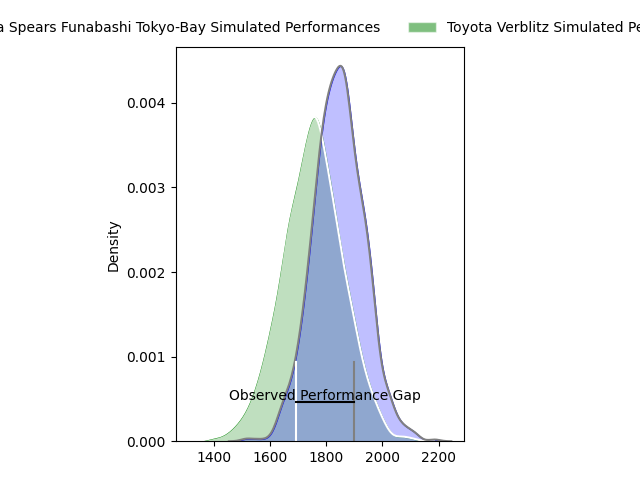 Spears Funabashi Tokyo-Bay Simulated Performances
Toyota Verblitz Simulated
Density
0.004
0.003
0.002
0.001
0.000
Observed Performance Gap
1400 1600 1800 2000 2200